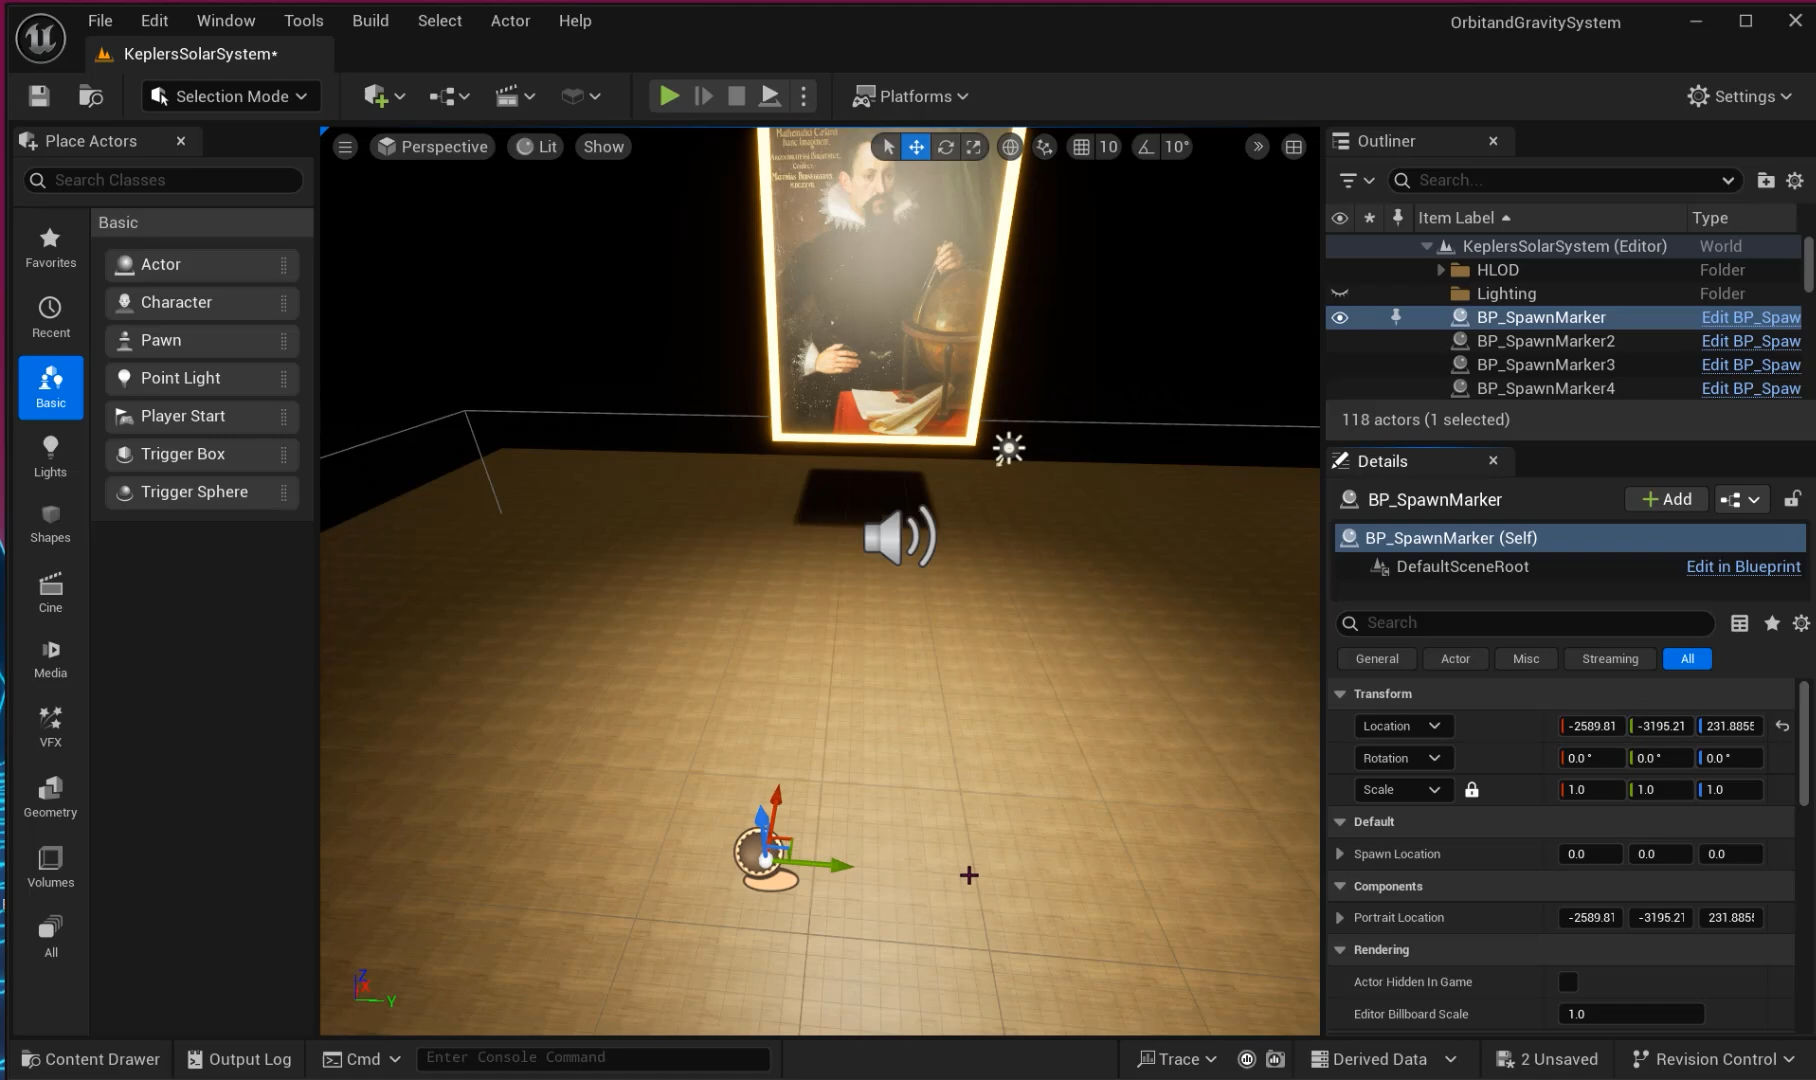 File Edit Window Tools Build Select Actor Help
OrbitandGravitySystem
KeplersSolarSystem•
Selection Mode
Platforms
Settings
Place Actors
Search Classes
Basic
Favorites
Recent
Basic
Lights
Shapes
Cine
Media
VFX
Geometry
Volumes
All
Actor
Character
Pawn
Point Light
Player Start
Trigger Box
Trigger Sphere
Perspective
Lit
Show
10
10°
Z
X
Y
Outliner
Search...
Item Label Type
KeplersSolarSystem (Editor) World
HLOD Folder
Lighting Folder
BP_SpawnMarker Edit BP_Spaw
BP_SpawnMarker2 Edit BP_Spaw
BP_SpawnMarker3 Edit BP_Spaw
BP_SpawnMarker4 Edit BP_Spaw
118 actors (1 selected)
Details
BP_SpawnMarker
Add
BP_SpawnMarker (Self)
DefaultSceneRoot Edit in Blueprint
Search
General Actor Misc Streaming All
Transform
Location -2589.81 -3195.21 231.8855
Rotation 0.0° 0.0° 0.0°
Scale 1.0 1.0 1.0
Default
Spawn Location 0.0 0.0 0.0
Components
Portrait Location -2589.81 -3195.21 231.8855
Rendering
Actor Hidden In Game
Editor Billboard Scale 1.0
Content Drawer Output Log Cmd Enter Console Command Trace Derived Data 2 Unsaved Revision Control